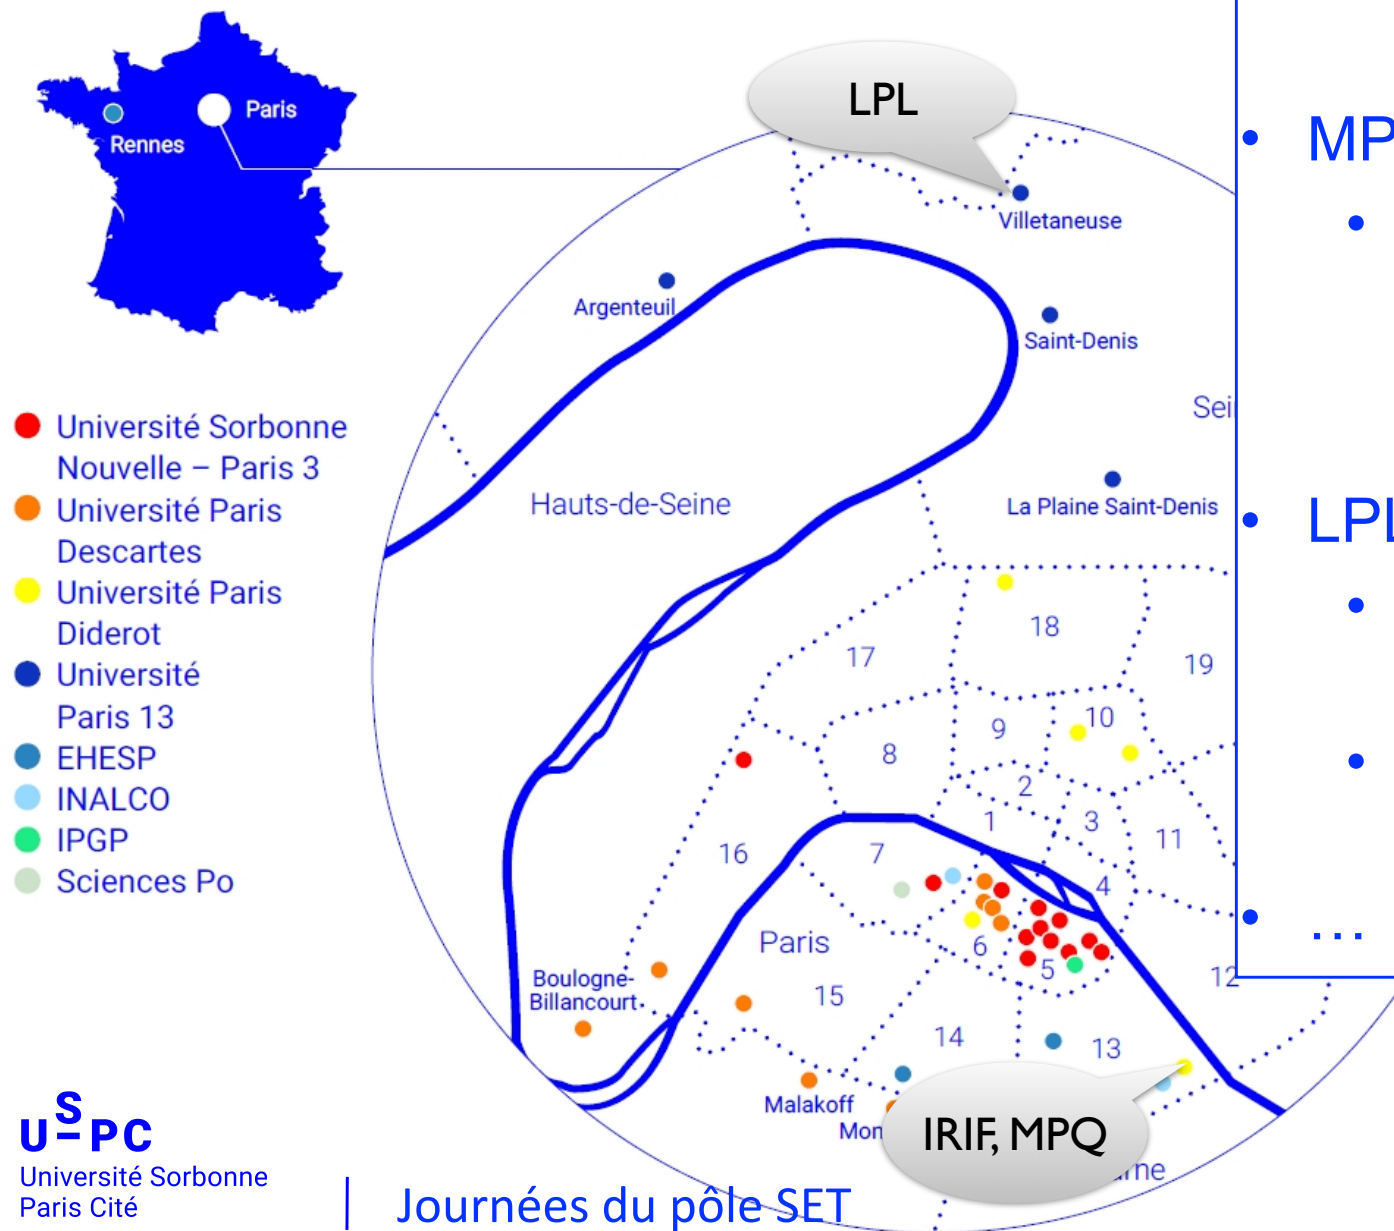 LPL
Paris
Rennes
MP
Villetaneuse
Argenteuil
Saint-Denis
Université Sorbonne
Nouvelle – Paris 3
Université Paris
Descartes
Université Paris
Diderot
Université
Paris 13
EHESP
INALCO
IPGP
Sciences Po
Hauts-de-Seine
La Plaine Saint-Denis
LPL
18
17
19
10
9
8
2
1
3
11
16
7
4
Paris
6
5
...
12
Boulogne-
Billancourt
15
14
13
Malakoff
IRIF, MPQ
USPC
Université Sorbonne
Paris Cité
Journées du pôle SET